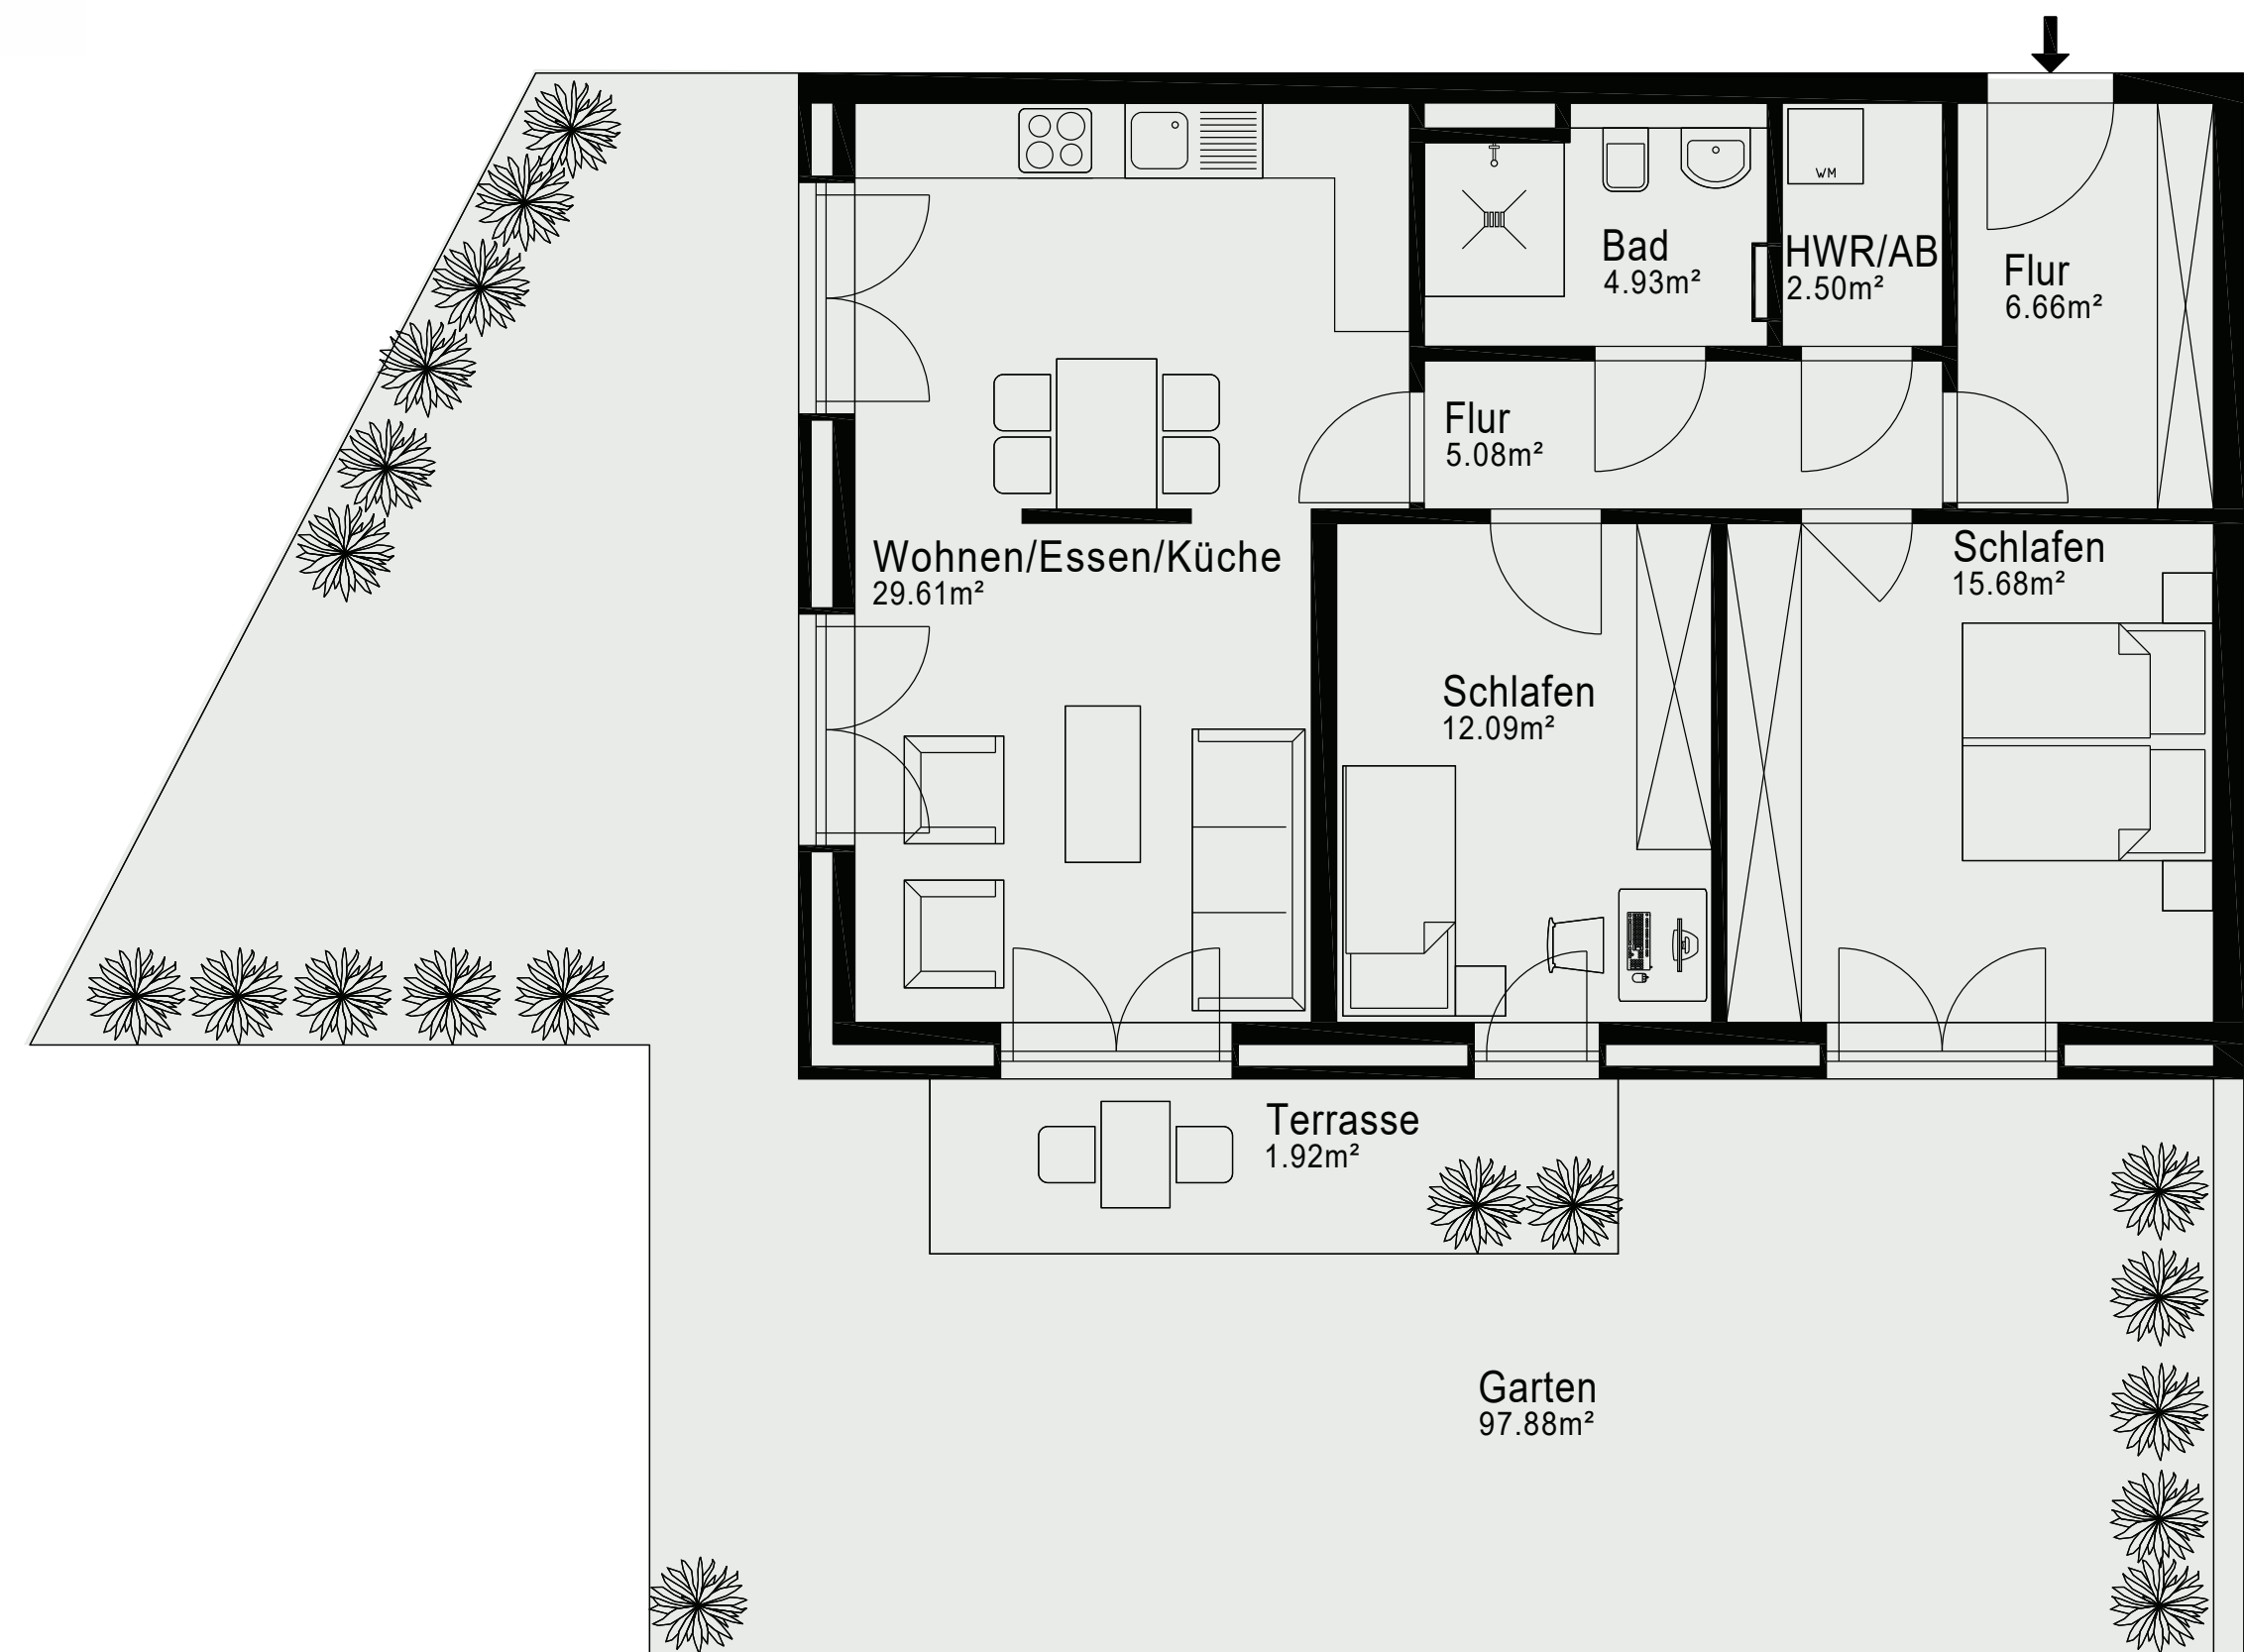 Bad
4.93m²
WM
HWR/AB
2.50m²
Flur
6.66m²
Flur
5.08m²
Wohnen/Essen/Küche
29.61m²
Schlafen
15.68m²
Schlafen
12.09m²
Terrasse
1.92m²
Garten
97.88m²